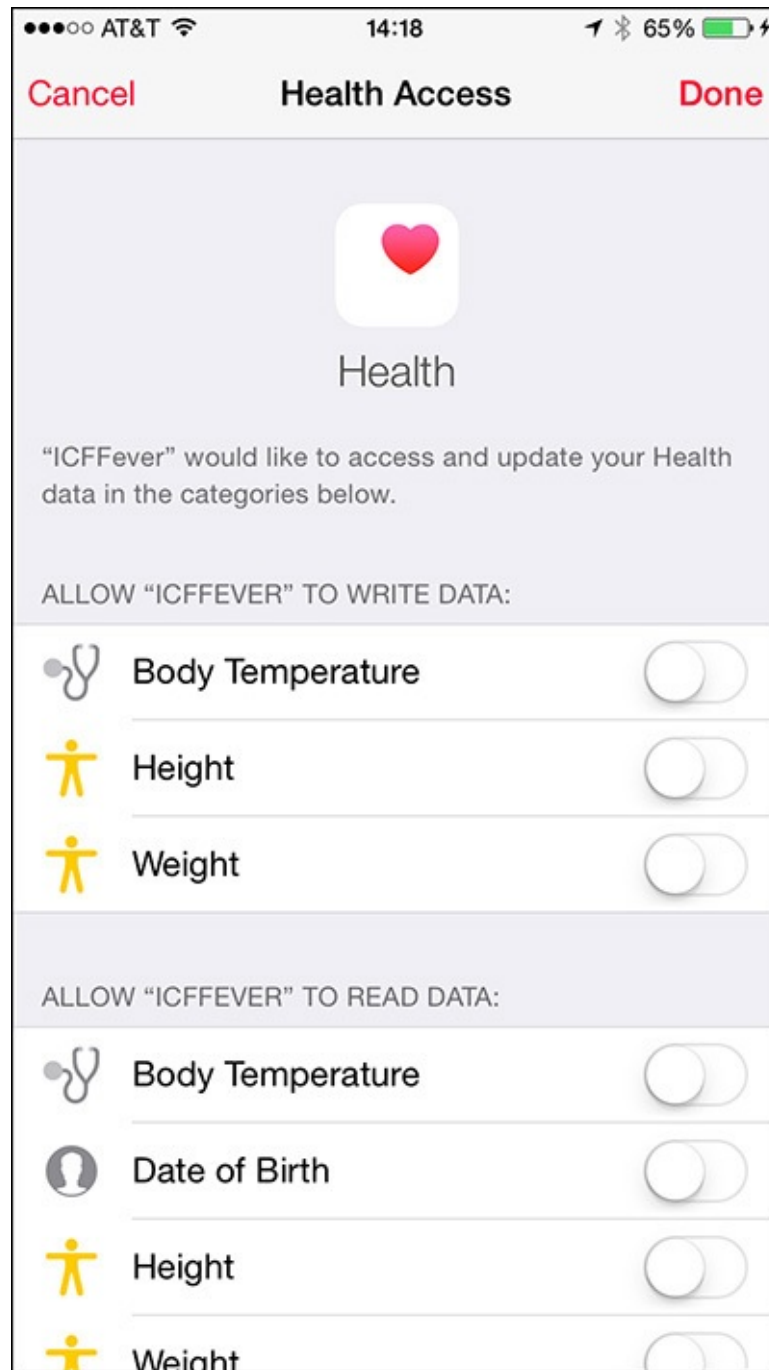 AT&T 14:18 65%
Cancel Health Access Done
Health
“ICFFever” would like to access and update your Health
data in the categories below.
ALLOW “ICFFEVER” TO WRITE DATA:
Body Temperature
Height
Weight
ALLOW “ICFFEVER” TO READ DATA:
Body Temperature
Date of Birth
Height
Weight